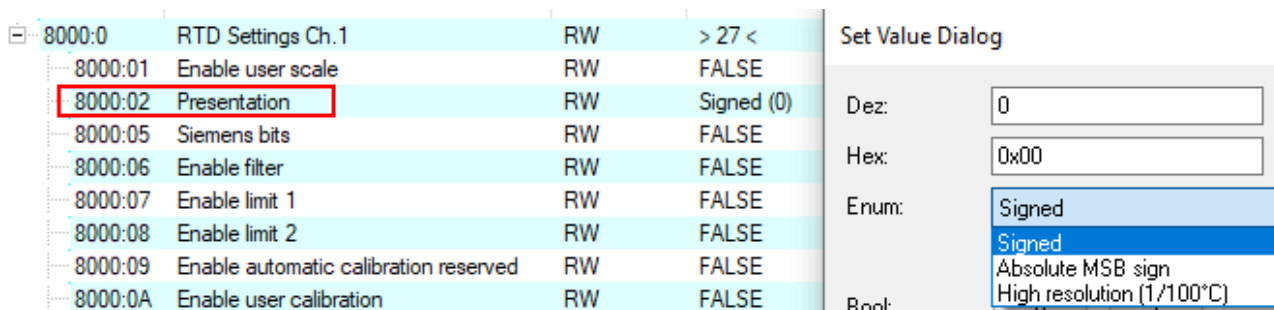 8000:0 RTD Settings Ch.1 RW > 27 <
8000:01 Enable user scale RW FALSE
8000:02 Presentation RW Signed (0)
8000:05 Siemens bits RW FALSE
8000:06 Enable filter RW FALSE
8000:07 Enable limit 1 RW FALSE
8000:08 Enable limit 2 RW FALSE
8000:09 Enable automatic calibration reserved RW FALSE
8000:0A Enable user calibration RW FALSE
Set Value Dialog
Dez: 0
Hex: 0x00
Enum: Signed
Signed
Absolute MSB sign
High resolution (1/100°C)
Bool: